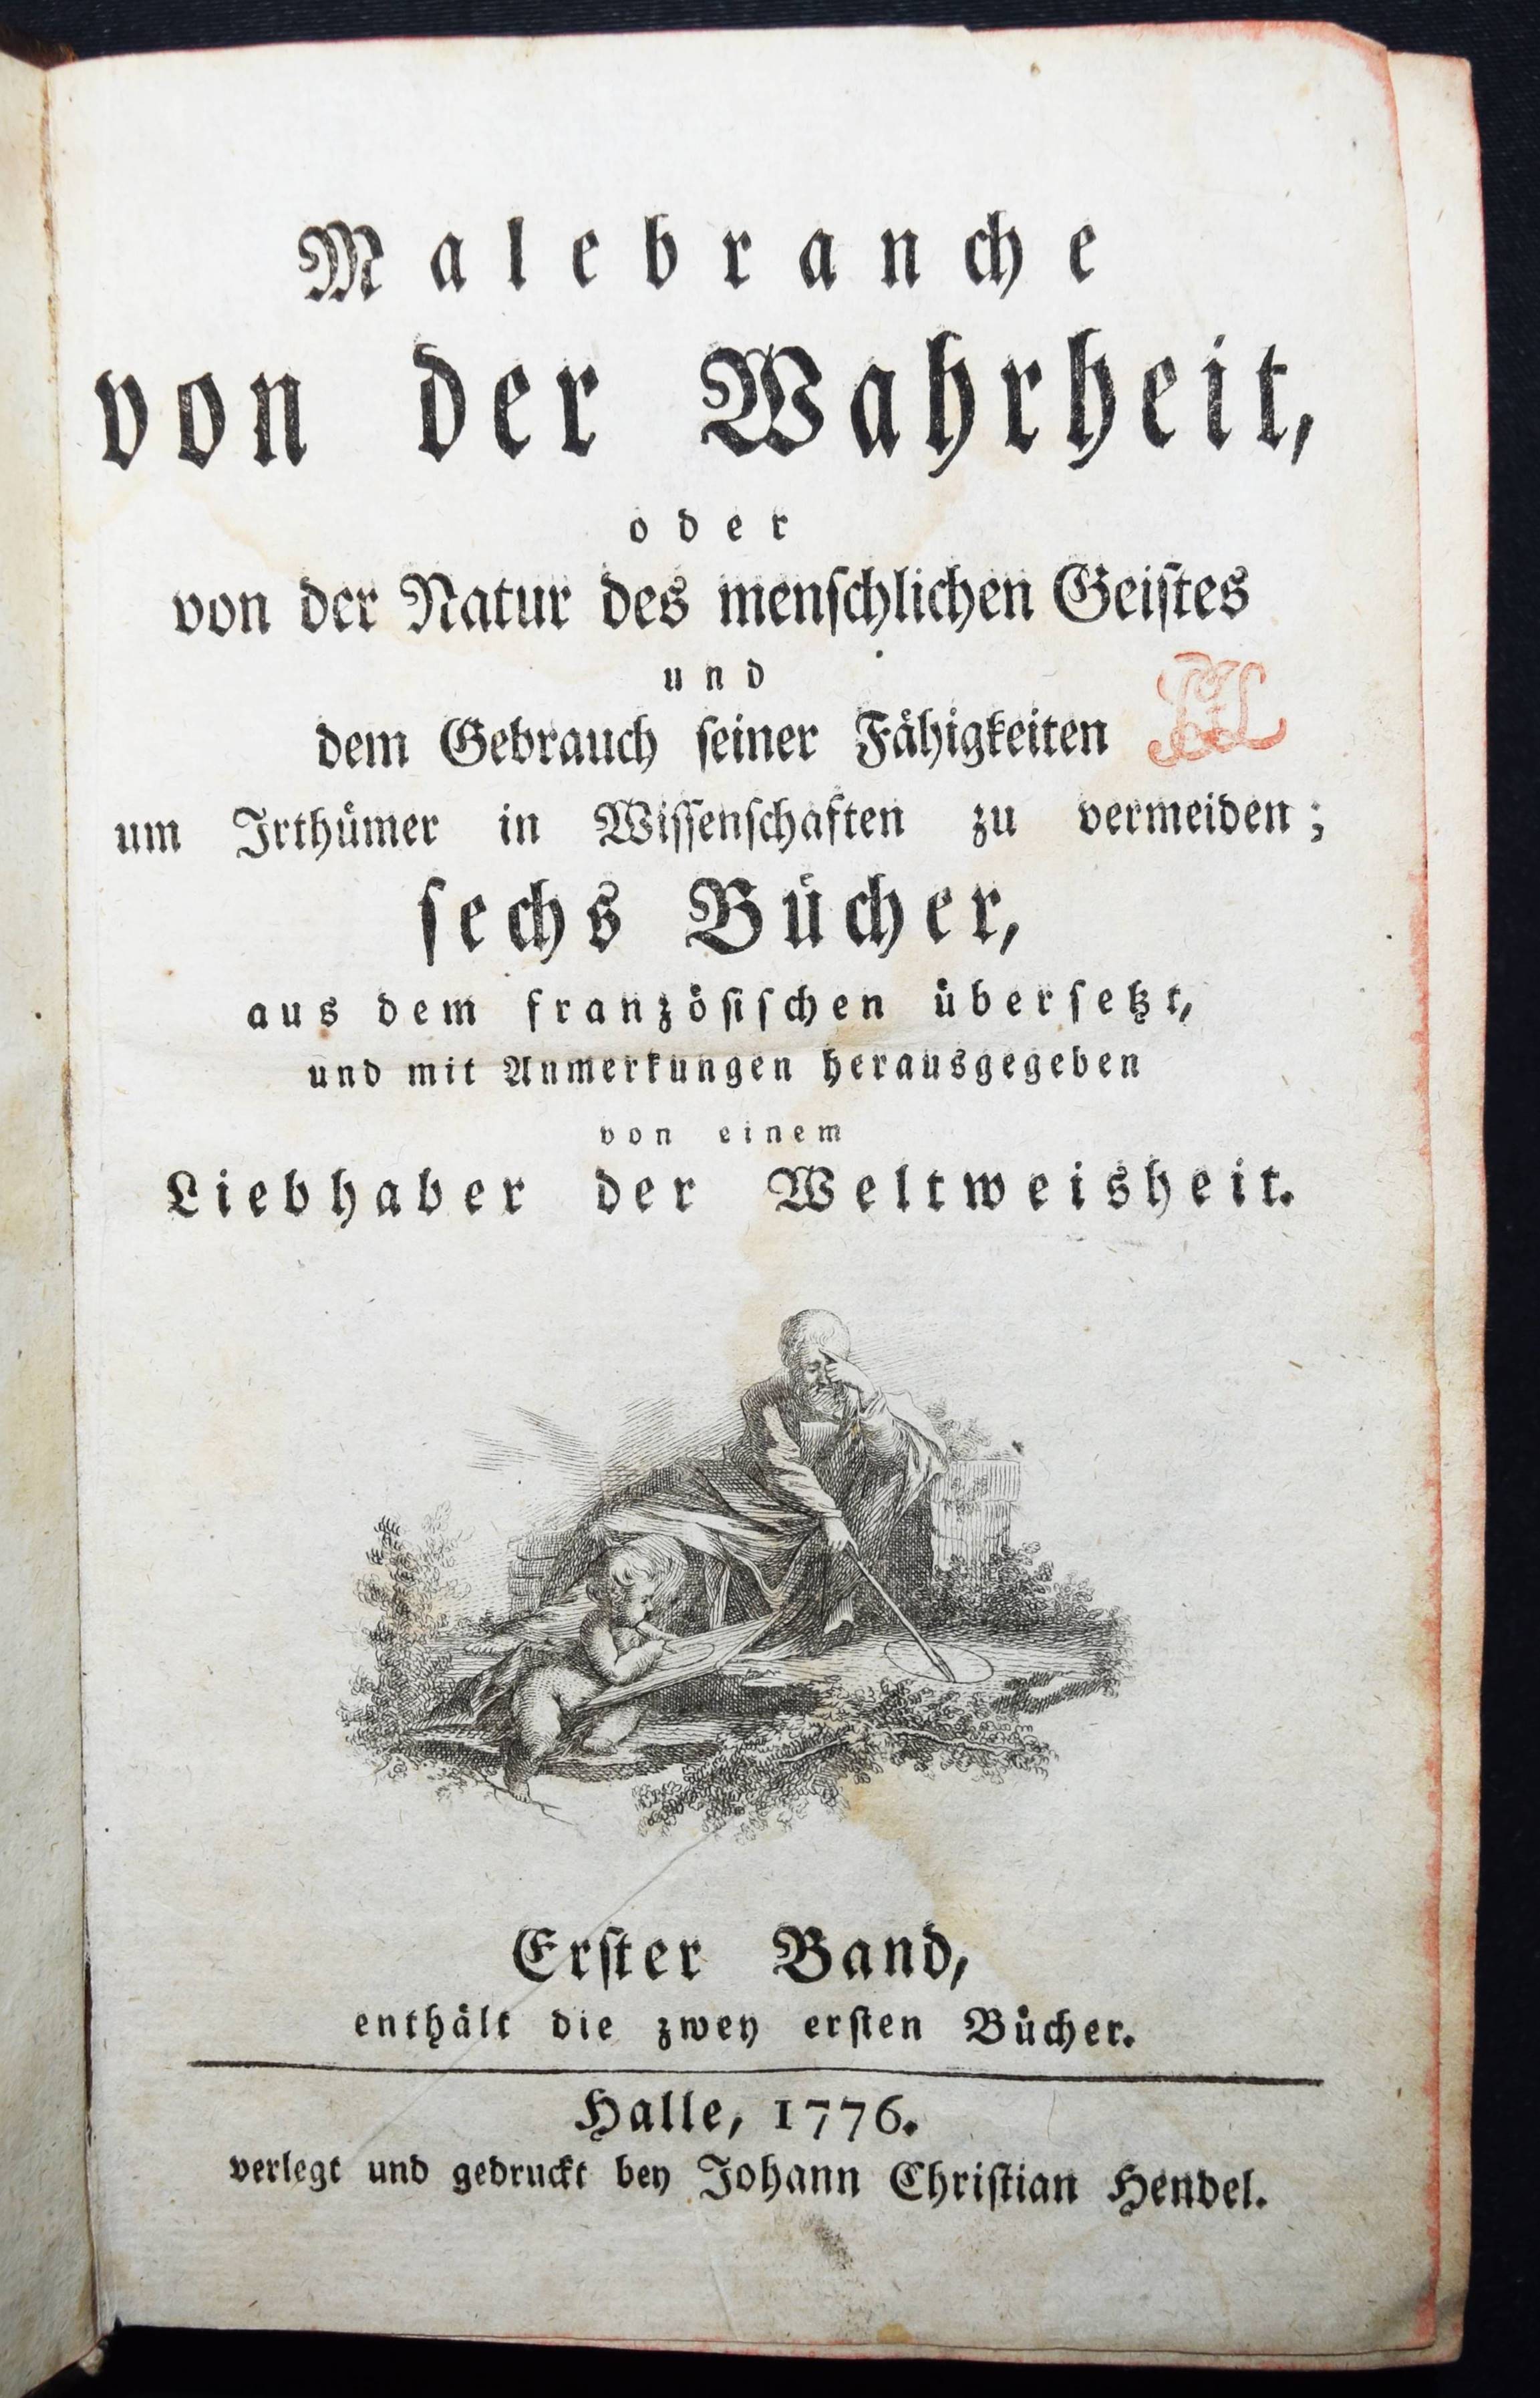 Malebranche
von der Wahrheit,
oder
von der Natur des menſchlichen Geiſtes
und
dem Gebrauch ſeiner Fähigkeiten
um Irthümer in Wiſſenſchaften zu vermeiden;
ſechs Bücher,
aus dem franzöſiſchen überſetzt,
und mit Anmerkungen herausgegeben
von einem
Liebhaber der Weltweisheit.
Erſter Band,
enthält die zwey erſten Bücher.
Halle, 1776.
verlegt und gedruckt bey Johann Chriſtian Hendel.